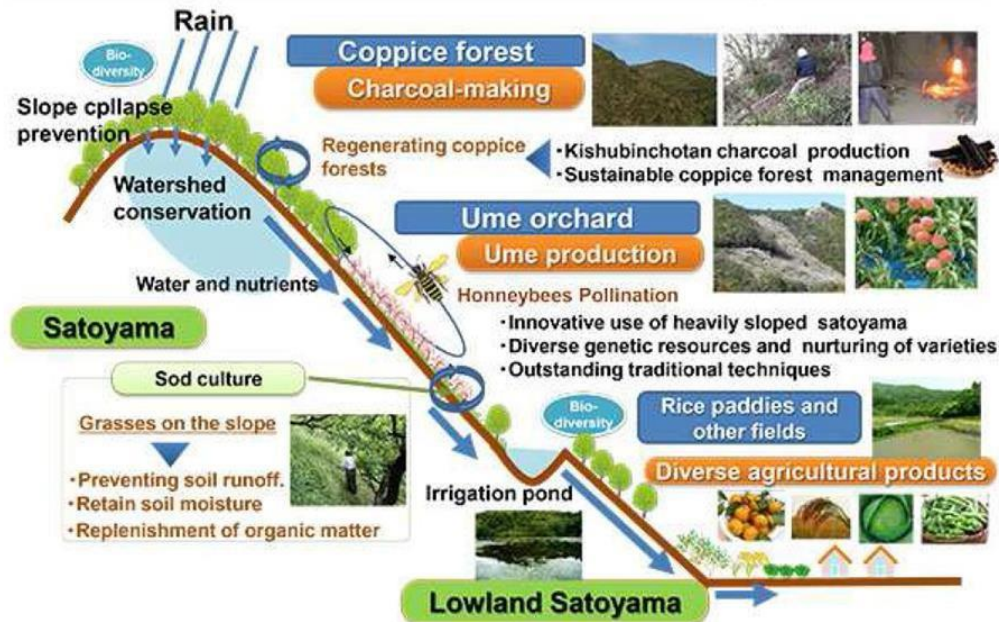 Rain
Bio-
diversity
Slope cpllapse
prevention
Watershed
conservation
Water and nutrients
Coppice forest
Charcoal-making
Regenerating coppice
forests
•Kishubinchotan charcoal production
•Sustainable coppice forest management
Ume orchard
Ume production
Honneybees Pollination
•Innovative use of heavily sloped satoyama
•Diverse genetic resources and nurturing of varieties
•Outstanding traditional techniques
Satoyama
Sod culture
Grasses on the slope
•Preventing soil runoff.
•Retain soil moisture
•Replenishment of organic matter
Bio-
diversity
Rice paddies and
other fields
Diverse agricultural products
Irrigation pond
Lowland Satoyama